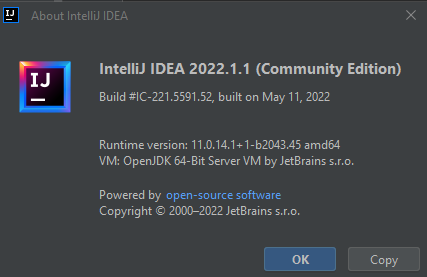 About IntelliJ IDEA
IJ
IntelliJ IDEA 2022.1.1 (Community Edition)
Build #IC-221.5591.52, built on May 11, 2022
Runtime version: 11.0.14.1+1-b2043.45 amd64
VM: OpenJDK 64-Bit Server VM by JetBrains s.r.o.
Powered by open-source software
Copyright © 2000–2022 JetBrains s.r.o.
OK
Copy